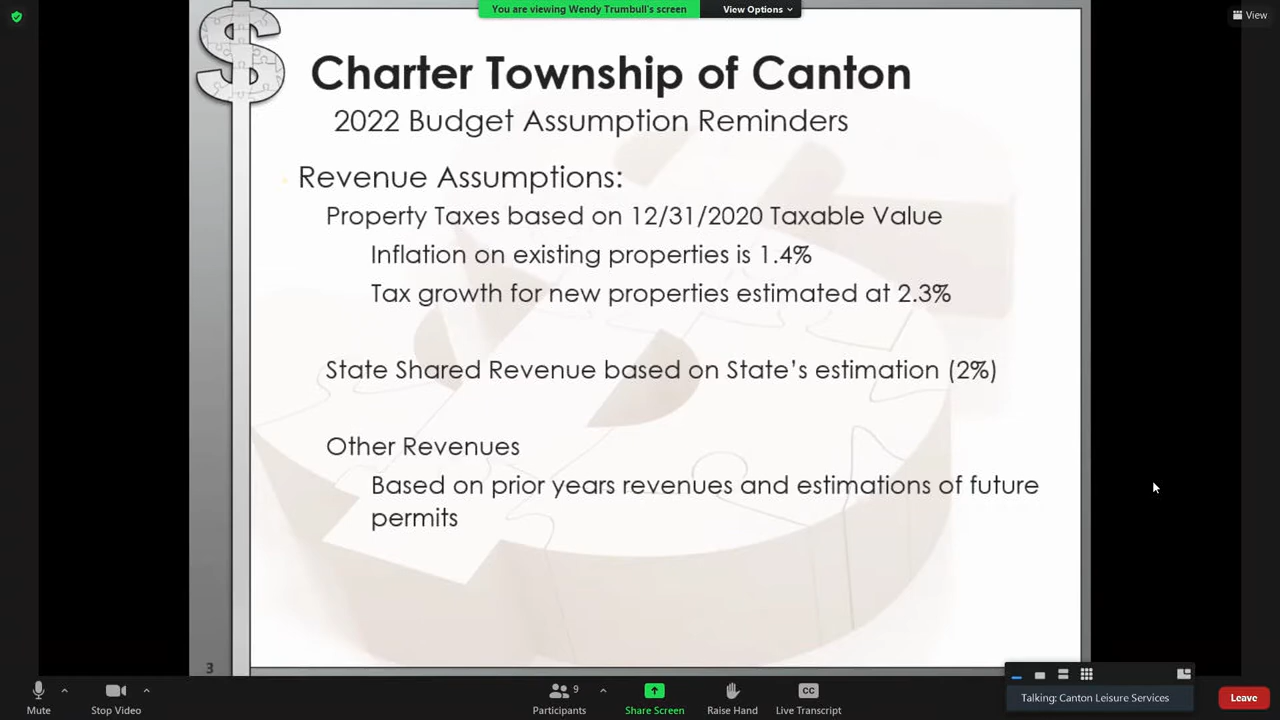 You are viewing Wendy Trumbull's screen
View Options
View
$
Charter Township of Canton
2022 Budget Assumption Reminders
Revenue Assumptions:
Property Taxes based on 12/31/2020 Taxable Value
Inflation on existing properties is 1.4%
Tax growth for new properties estimated at 2.3%
State Shared Revenue based on State's estimation (2%)
Other Revenues
Based on prior years revenues and estimations of future
permits
3
Talking: Canton Leisure Services
9
CC
Mute
Stop Video
Participants
Share Screen
Raise Hand
Live Transcript
Leave